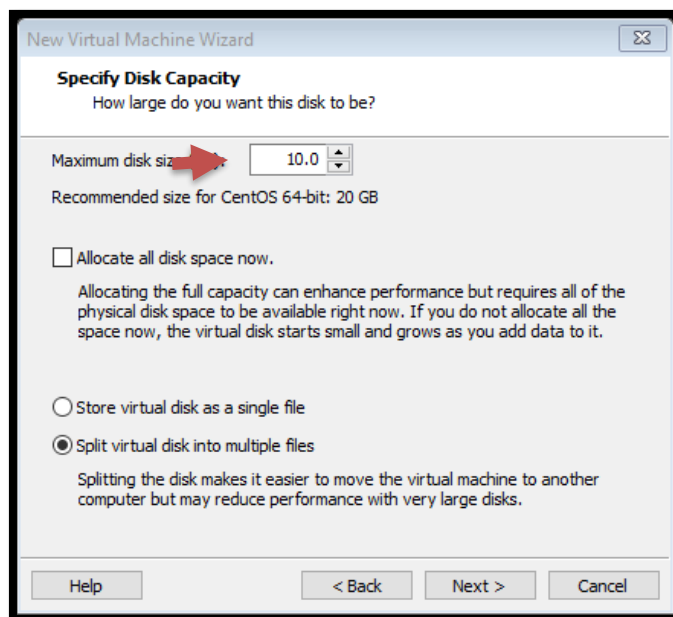 New Virtual Machine Wizard
Specify Disk Capacity
How large do you want this disk to be?
Maximum disk 10.0
Recommended size for CentOS 64-bit: 20 GB
Allocate all disk space now.
Allocating the full capacity can enhance performance but requires all of the
physical disk space to be available right now. If you do not allocate all the
space now, the virtual disk starts small and grows as you add data to it.
Store virtual disk as a single file
Split virtual disk into multiple files
Splitting the disk makes it easier to move the virtual machine to another
computer but may reduce performance with very large disks.
Help < Back Next > Cancel